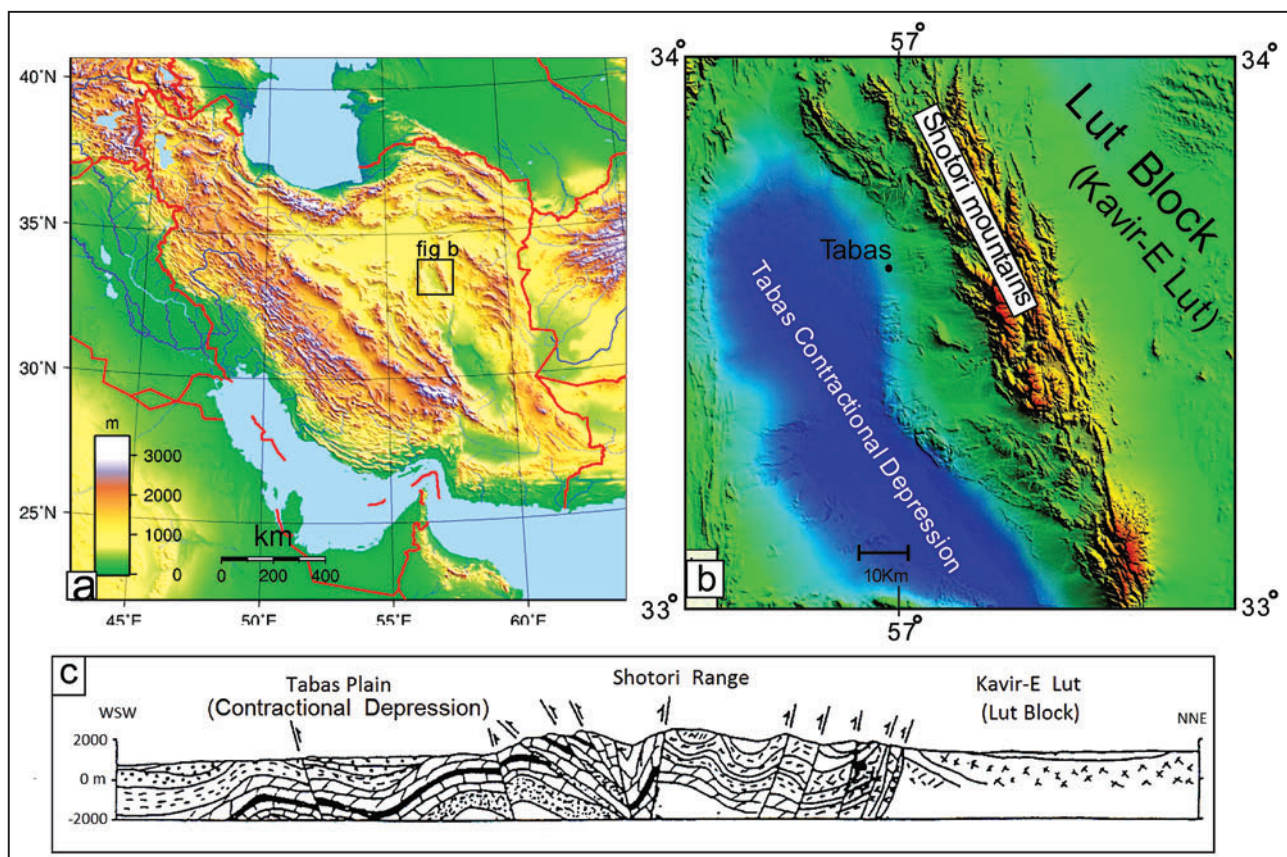 40˚N
35˚N
30˚N
25˚N
fig b
m
3000
2000
1000
0
km
0 200 400
a
45˚E 50˚E 55˚E 60˚E
57°
34° 34°
Shotori mountains
Lut Block
(Kavir-E Lut)
Tabas
Tabas Contractional Depression
10Km
b
33° 33°
57°
c
Tabas Plain
(Contractional Depression)
Shotori Range
Kavir-E Lut
(Lut Block)
WSW
NNE
2000
0 m
-2000